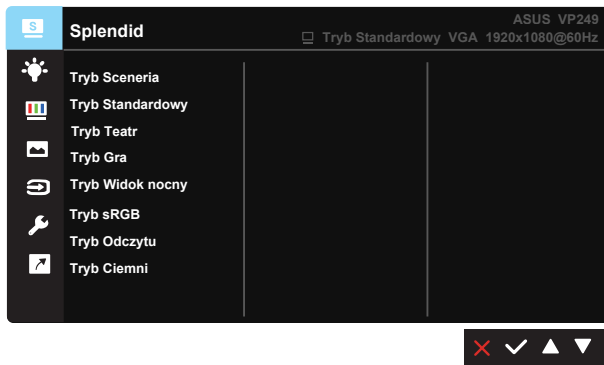 S
Splendid
ASUS VP249
Tryb Standardowy VGA 1920x1080@60Hz
Tryb Sceneria
Tryb Standardowy
Tryb Teatr
Tryb Gra
Tryb Widok nocny
Tryb sRGB
Tryb Odczytu
Tryb Ciemni